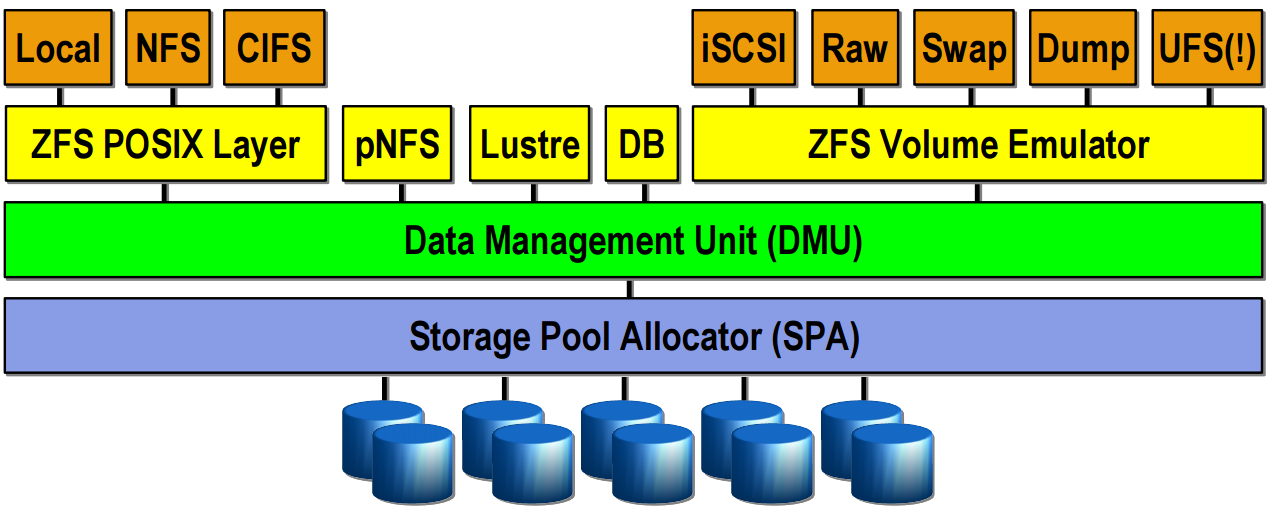 Local NFS CIFS iSCSI Raw Swap Dump UFS(!)
ZFS POSIX Layer pNFS Lustre DB ZFS Volume Emulator
Data Management Unit (DMU)
Storage Pool Allocator (SPA)